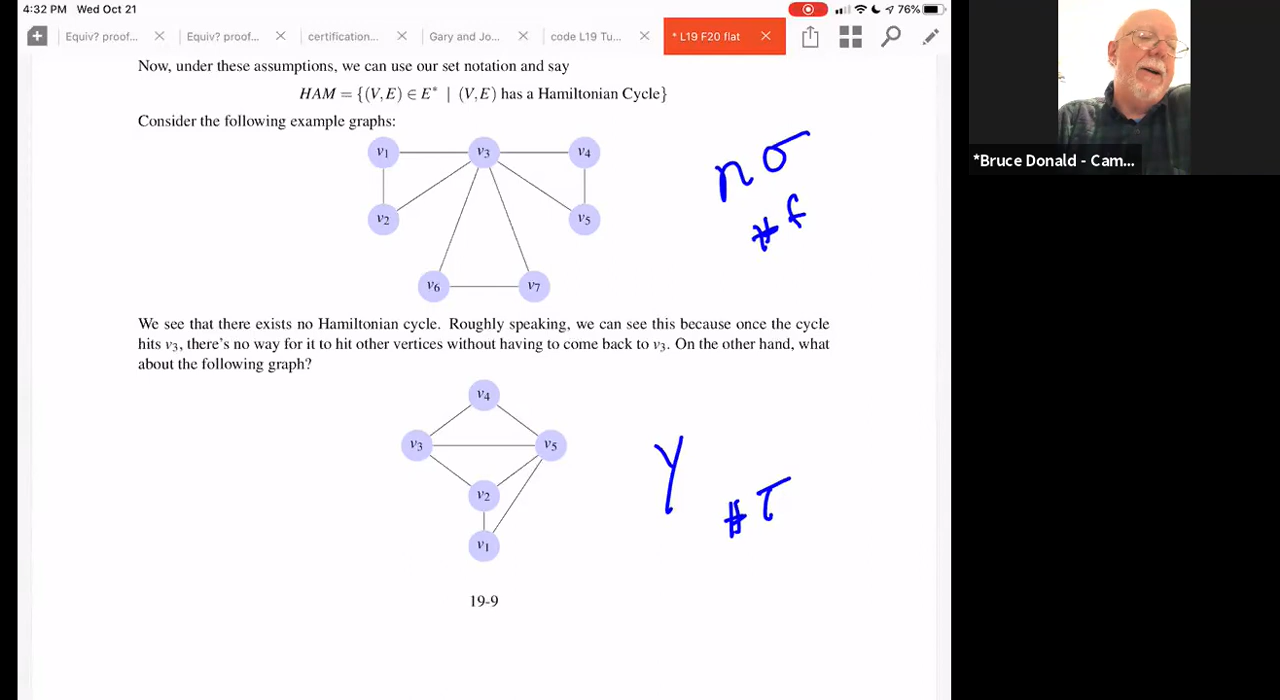 4:32 PM Wed Oct 21
76%
Equiv? proof...
Equiv? proof...
certification...
Gary and Jo...
code L19 Tu...
* L19 F20 flat
Now, under these assumptions, we can use our set notation and say
HAM = {(V,E) ∈ E* | (V,E) has a Hamiltonian Cycle}
Consider the following example graphs:
v1 v3 v4
v2 v5
v6 v7
no
#f
We see that there exists no Hamiltonian cycle. Roughly speaking, we can see this because once the cycle
hits v3, there's no way for it to hit other vertices without having to come back to v3. On the other hand, what
about the following graph?
v4
v3 v5
v2
v1
y
#T
19-9
*Bruce Donald - Cam...